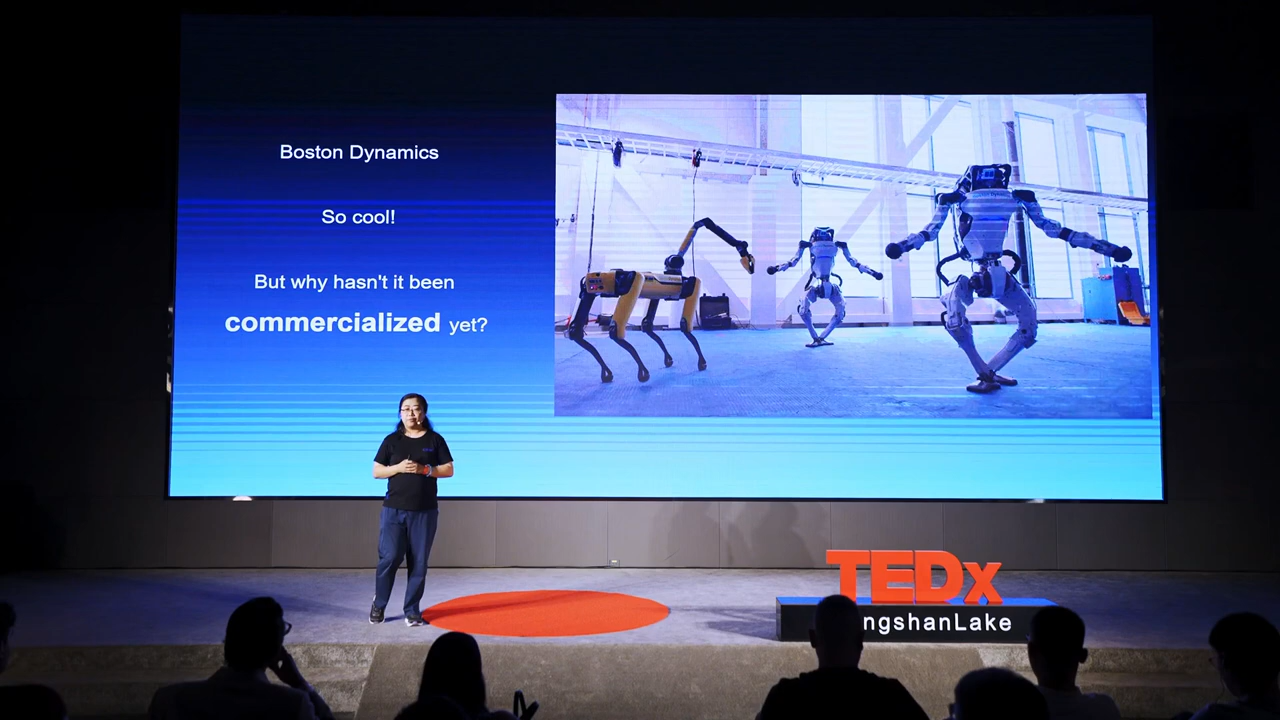 Boston Dynamics
So cool!
But why hasn't it been
commercialized yet?
TEDx
ngshanLake